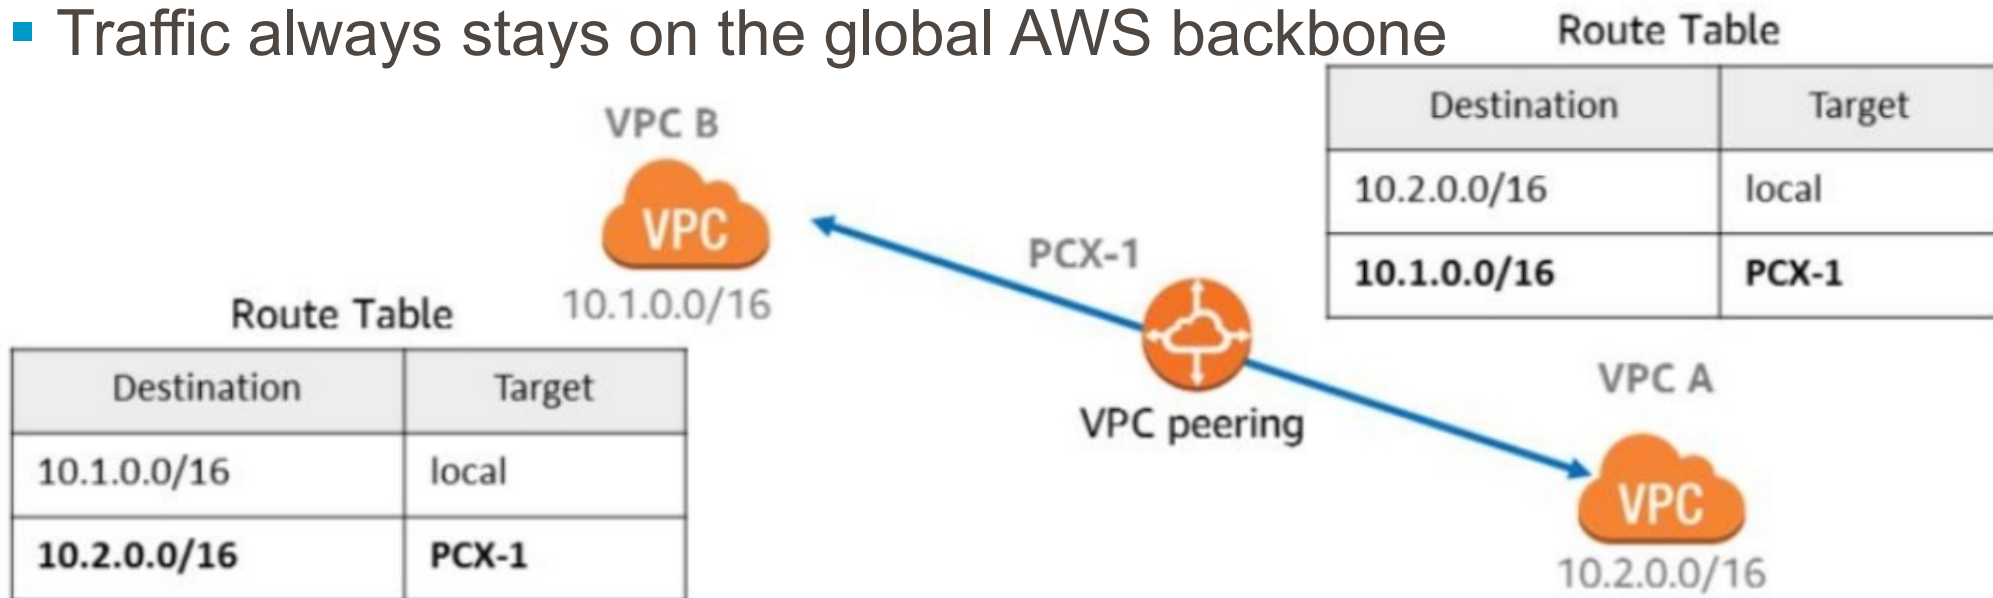 ▪ Traffic always stays on the global AWS backbone
Route Table
Destination Target
10.2.0.0/16 local
10.1.0.0/16 PCX-1
VPC B
VPC
10.1.0.0/16
PCX-1
VPC peering
Route Table
Destination Target
10.1.0.0/16 local
10.2.0.0/16 PCX-1
VPC A
VPC
10.2.0.0/16